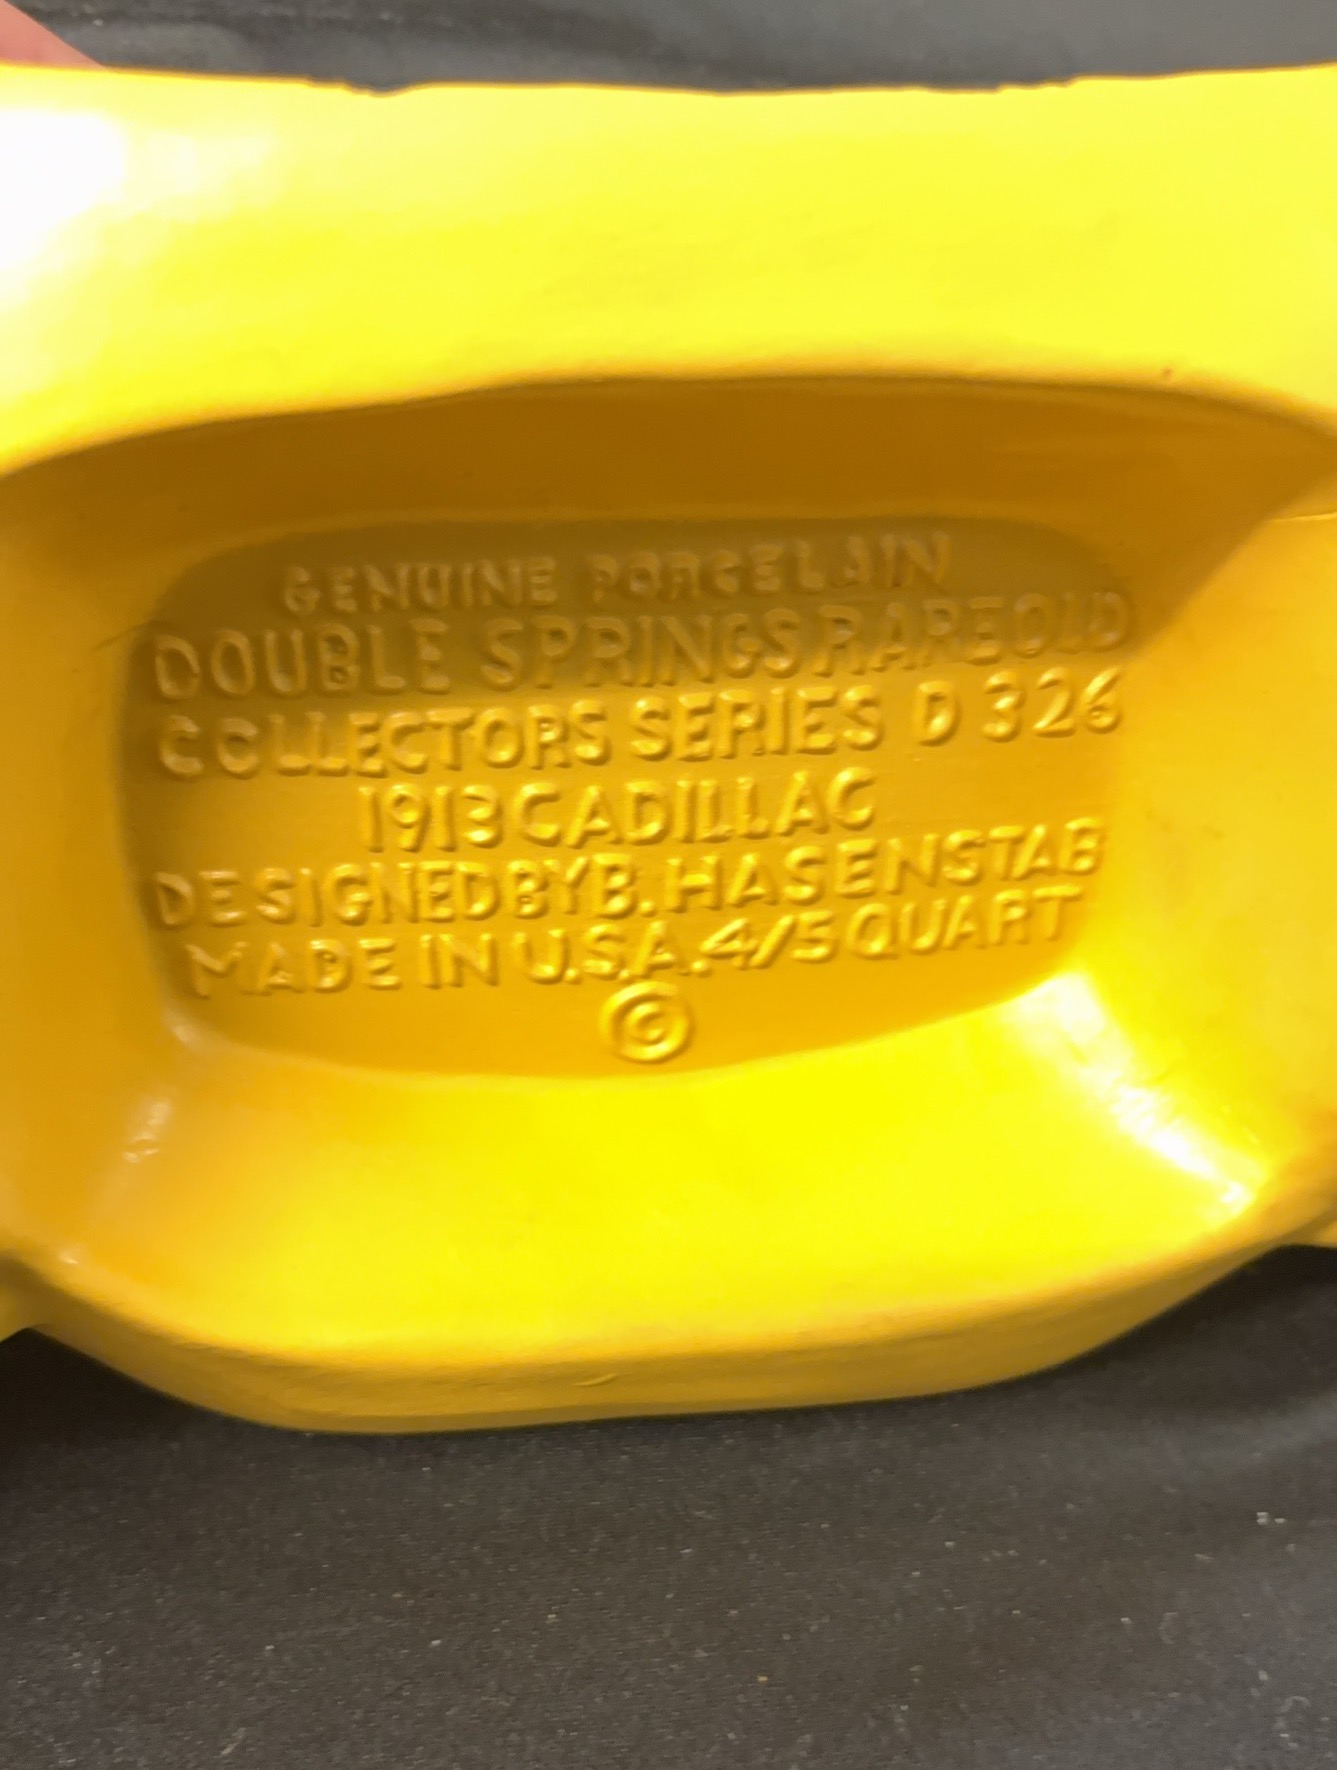 GENUINE PORCELAIN
DOUBLE SPRINGS RARE OLD
COLLECTORS SERIES D 326
1913 CADILLAC
DESIGNED BY B. HASENSTAB
MADE IN U.S.A. 4/5 QUART
©